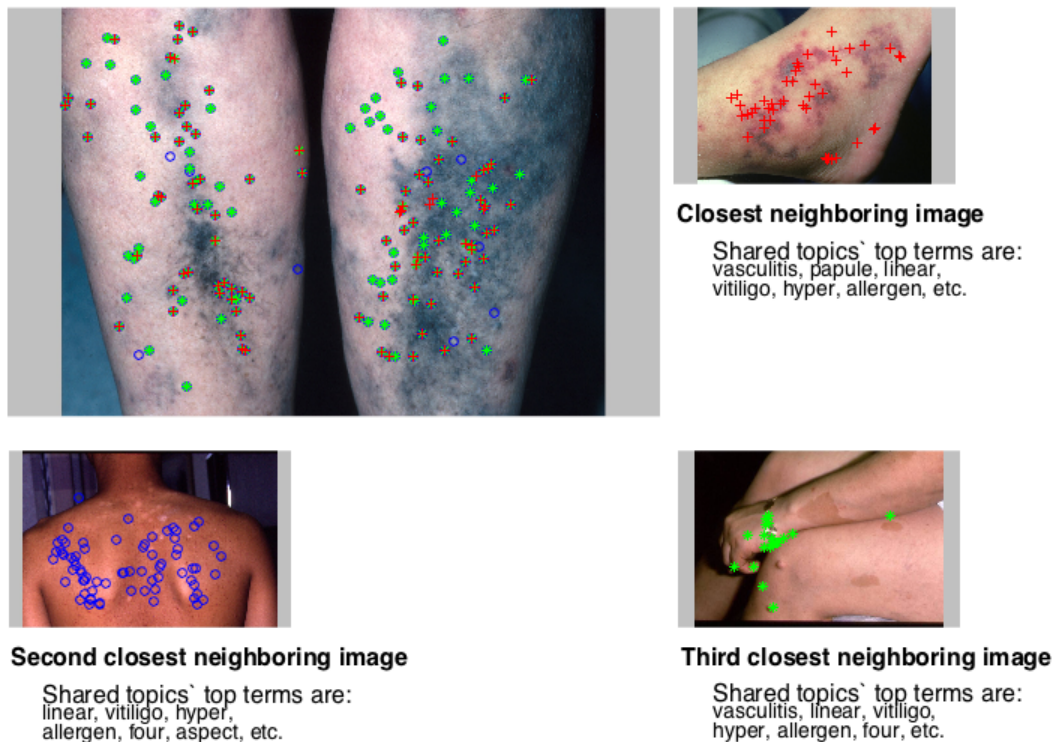 Closest neighboring image
Shared topics` top terms are:
vasculitis, papule, linear,
vitiligo, hyper, allergen, etc.
Second closest neighboring image
Shared topics` top terms are:
linear, vitiligo, hyper,
allergen, four, aspect, etc.
Third closest neighboring image
Shared topics` top terms are:
vasculitis, linear, vitiligo,
hyper, allergen, four, etc.